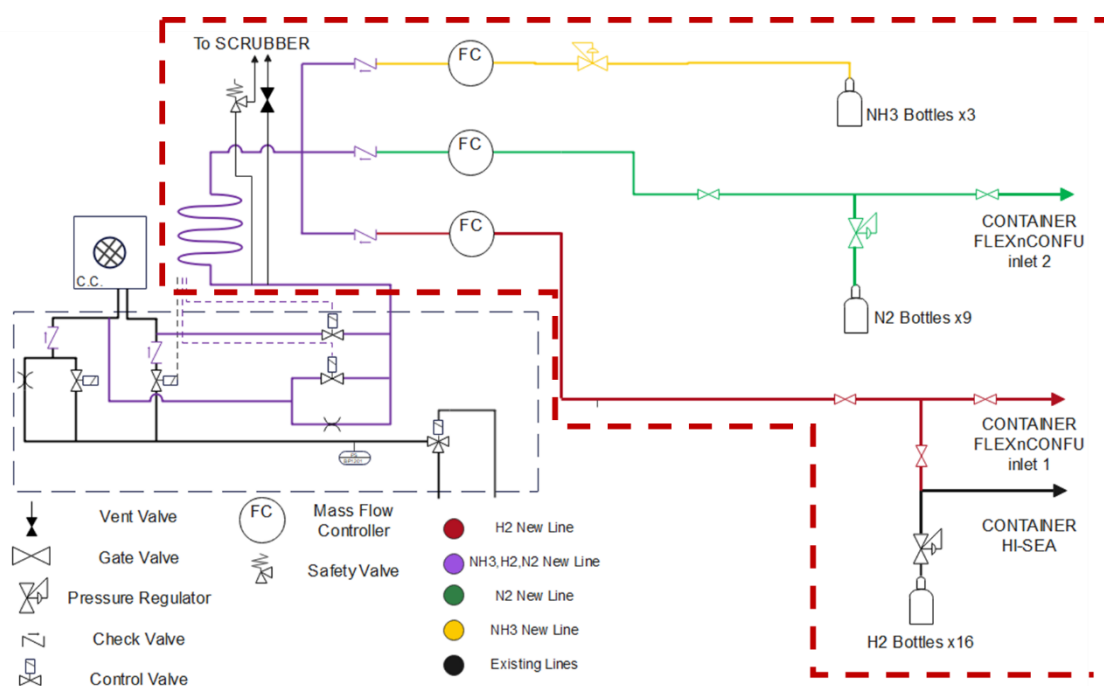 To SCRUBBER
FC
NH3 Bottles x3
FC
CONTAINER
FLEXnCONFU
inlet 2
FC
C.C.
N2 Bottles x9
CONTAINER
FLEXnCONFU
inlet 1
CONTAINER
HI-SEA
H2 Bottles x16
Vent Valve
Gate Valve
Pressure Regulator
Check Valve
Control Valve
FC
Mass Flow
Controller
Safety Valve
H2 New Line
NH3,H2,N2 New Line
N2 New Line
NH3 New Line
Existing Lines